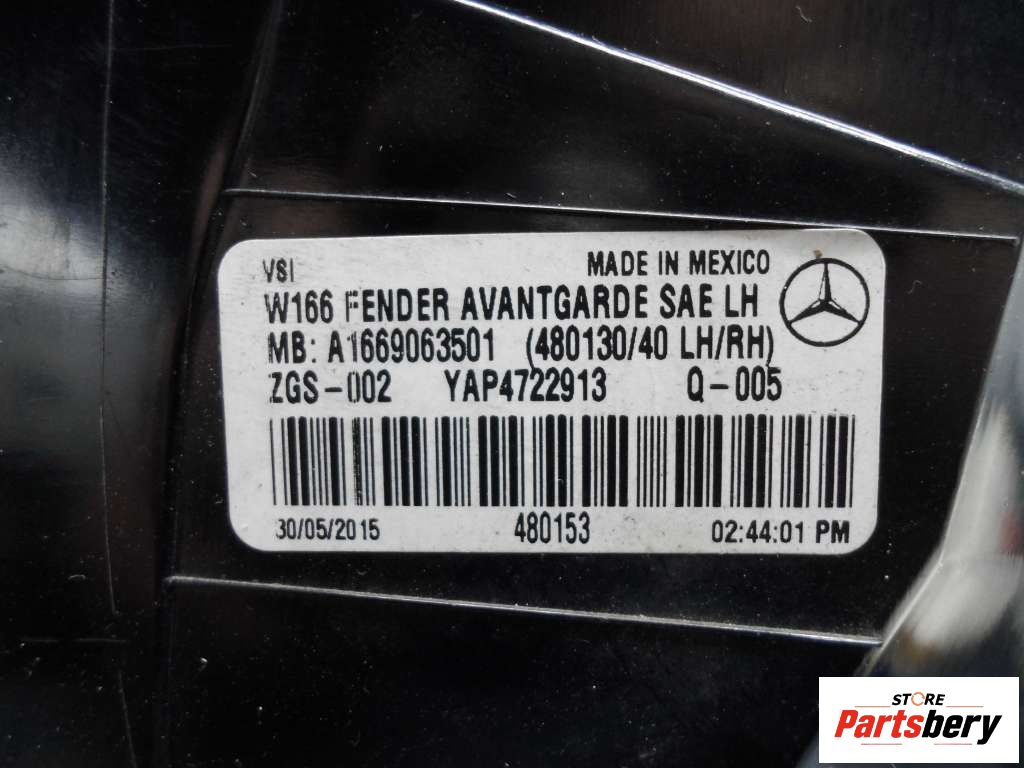 VSI MADE IN MEXICO
W166 FENDER AVANTGARDE SAE LH
MB: A1669063501 (480130/40 LH/RH)
ZGS-002 YAP4722913 Q-005
30/05/2015 480153 02:44:01 PM
STORE
Partsbery